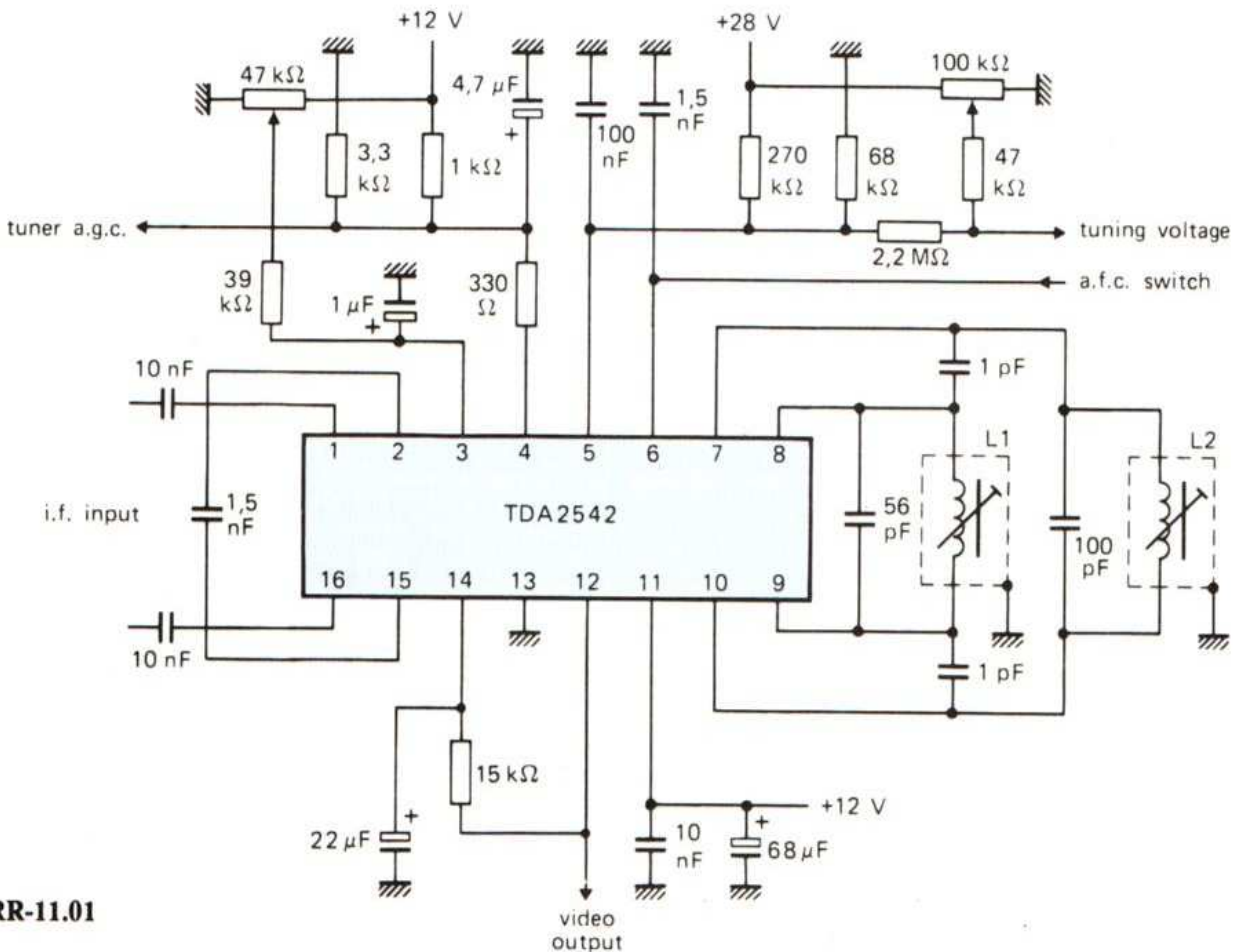 +12 V
+28 V
47 kΩ
4,7 µF
+
100 kΩ
3,3 kΩ
1 kΩ
100 nF
1,5 nF
270 kΩ
68 kΩ
47 kΩ
tuner a.g.c.
tuning voltage
2,2 MΩ
39 kΩ
1 µF
+
330 Ω
a.f.c. switch
10 nF
1 pF
1 2 3 4 5 6 7 8
L1
L2
i.f. input
1,5 nF
TDA2542
56 pF
100 pF
16 15 14 13 12 11 10 9
10 nF
1 pF
15 kΩ
+12 V
22 µF
+
10 nF
+
68 µF
RR-11.01
video
output